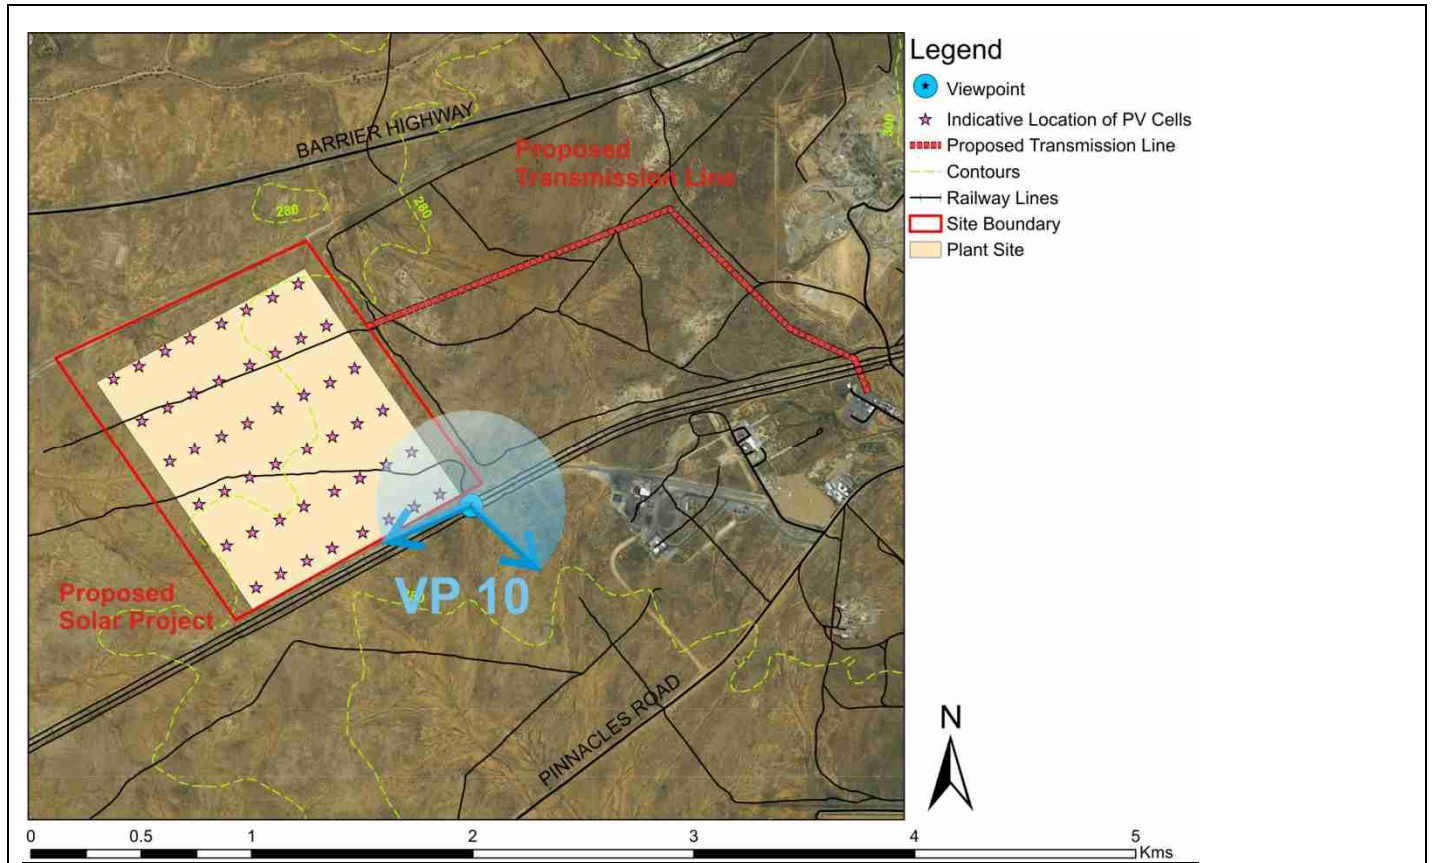 Legend
Viewpoint
Indicative Location of PV Cells
Proposed Transmission Line
Contours
Railway Lines
Site Boundary
Plant Site
BARRIER HIGHWAY
300
Proposed
Transmission Line
280
280
VP 10
Proposed
Solar Project
PINNACLES ROAD
N
0 0.5 1 2 3 4 5
Kms